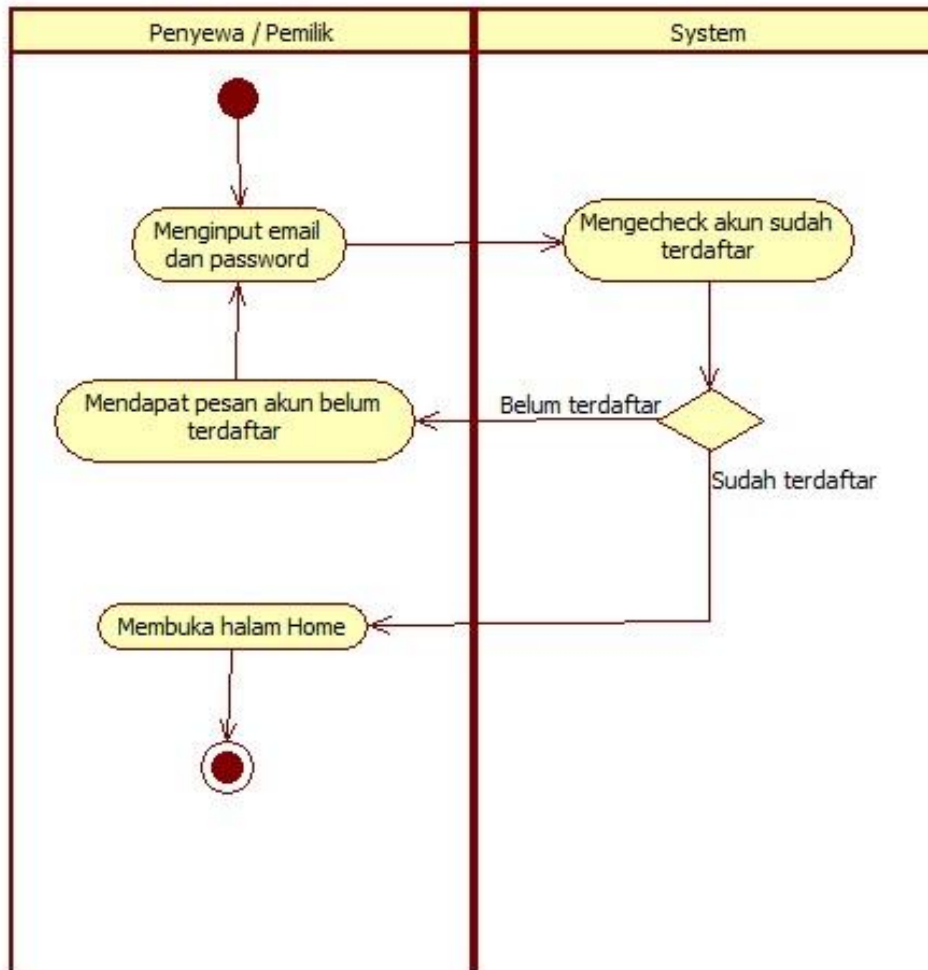 Penyewa / Pemilik
System
Menginput email
dan password
Mengecheck akun sudah
terdaftar
Mendapat pesan akun belum
terdaftar
Belum terdaftar
Sudah terdaftar
Membuka halam Home